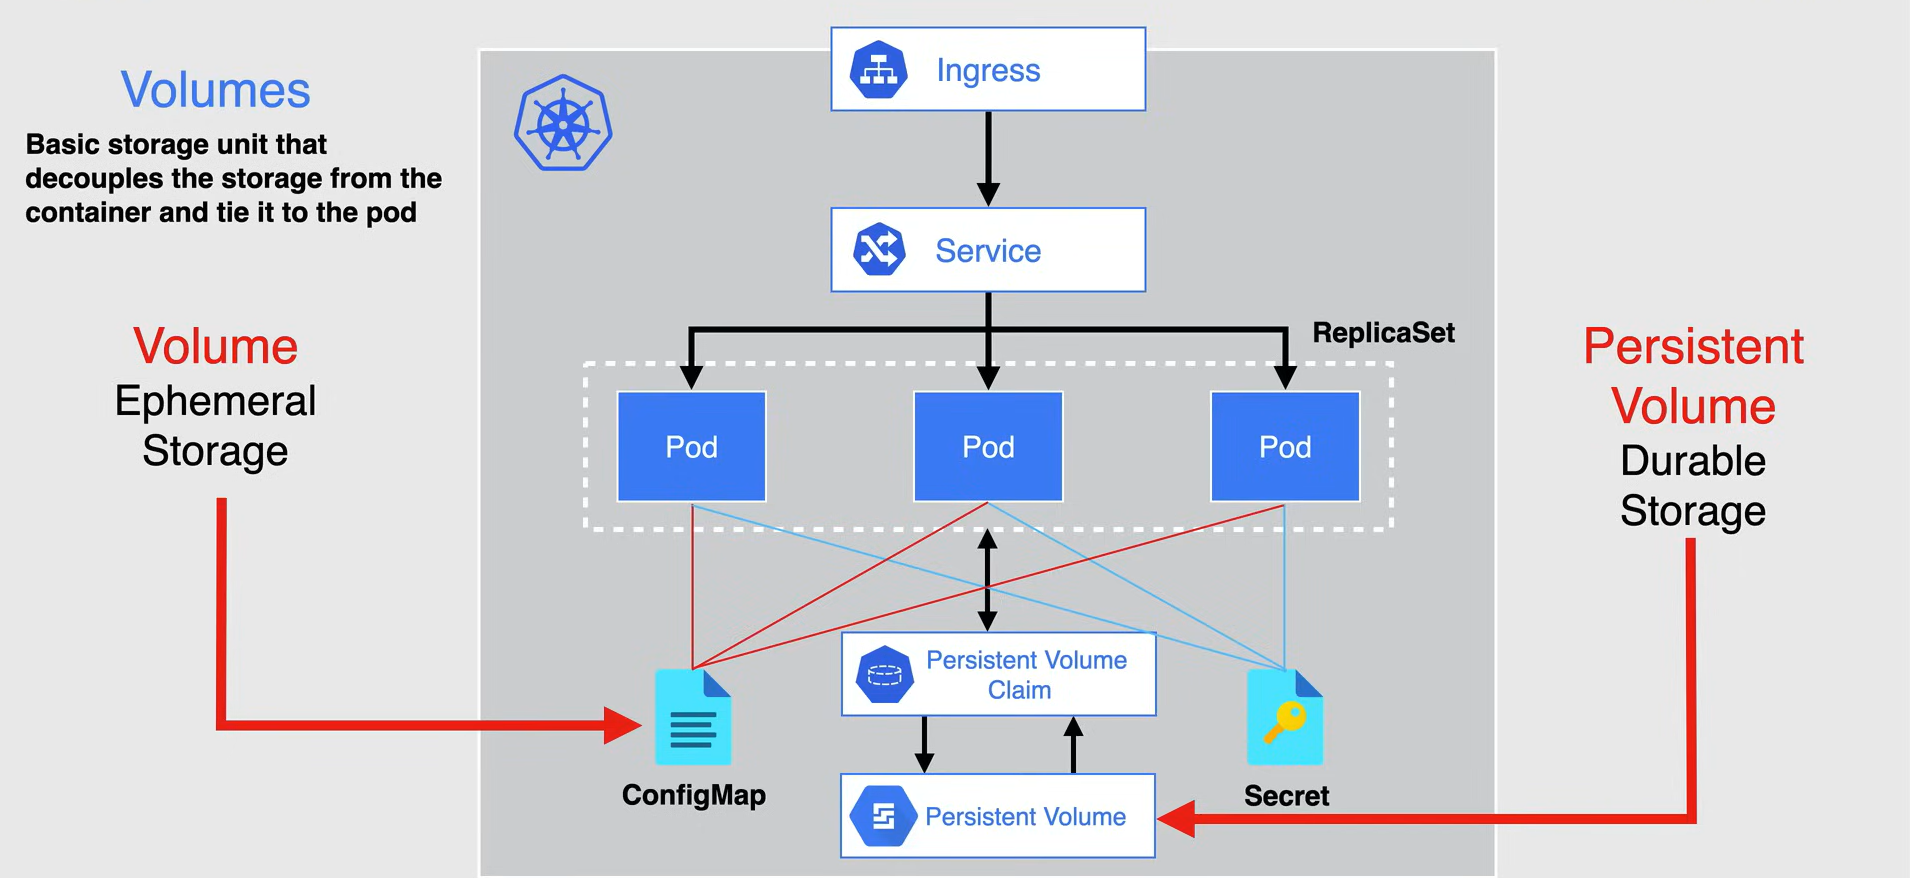 Volumes
Basic storage unit that
decouples the storage from the
container and tie it to the pod
Volume
Ephemeral
Storage
Ingress
Service
ReplicaSet
Pod
Pod
Pod
Persistent Volume
Claim
ConfigMap
Persistent Volume
Secret
Persistent
Volume
Durable
Storage